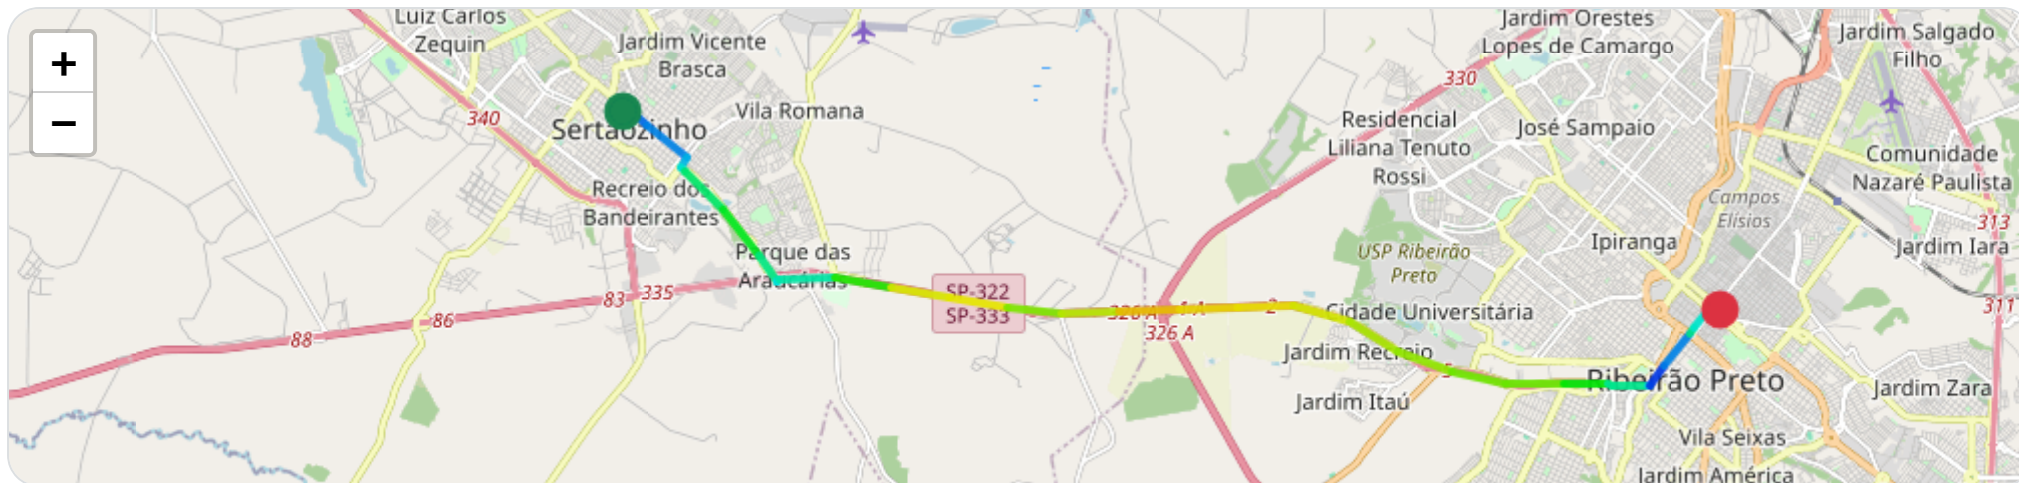 +
−
Luiz Carlos
Zequin
Jardim Vicente
Brasca
Vila Romana
340
Sertãozinho
Recreio dos
Bandeirantes
Parque das
Araucárias
83
335
86
88
SP-322
SP-333
326 A
2
326 A
330
Jardim Orestes
Lopes de Camargo
Jardim Salgado
Filho
Residencial
Liliana Tenuto
Rossi
José Sampaio
Comunidade
Nazaré Paulista
Campos
Elísios
313
USP Ribeirão
Preto
Ipiranga
Jardim Iara
Cidade Universitária
311
Jardim Recreio
5
Ribeirão Preto
Jardim Itaú
Jardim Zara
Vila Seixas
Jardim América